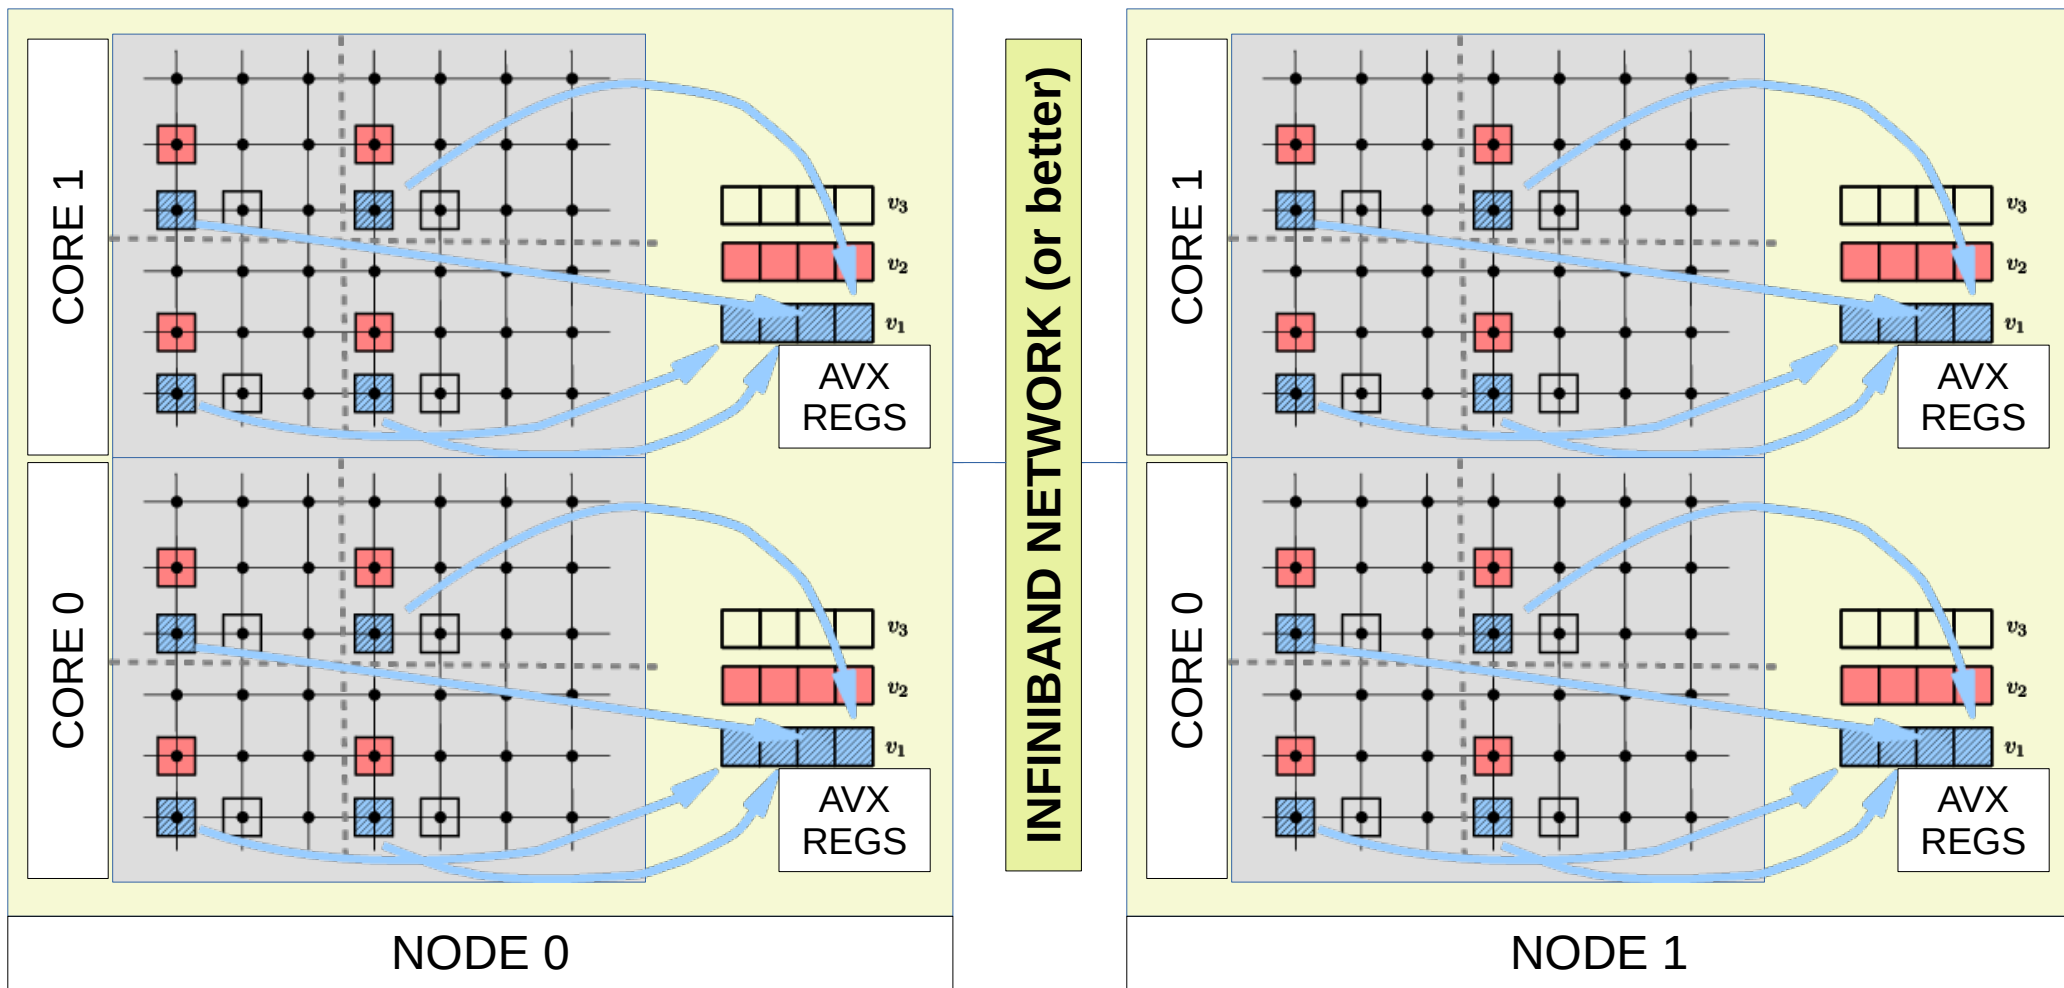 CORE 1
v3
v2
v1
AVX
REGS
CORE 0
v3
v2
v1
AVX
REGS
NODE 0
INFINIBAND NETWORK (or better)
CORE 1
v3
v2
v1
AVX
REGS
CORE 0
v3
v2
v1
AVX
REGS
NODE 1